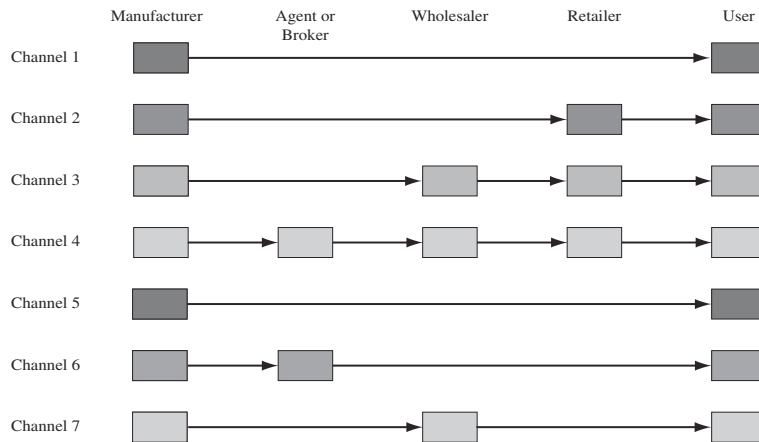 Manufacturer Agent or Wholesaler Retailer User
Broker
Channel 1
Channel 2
Channel 3
Channel 4
Channel 5
Channel 6
Channel 7